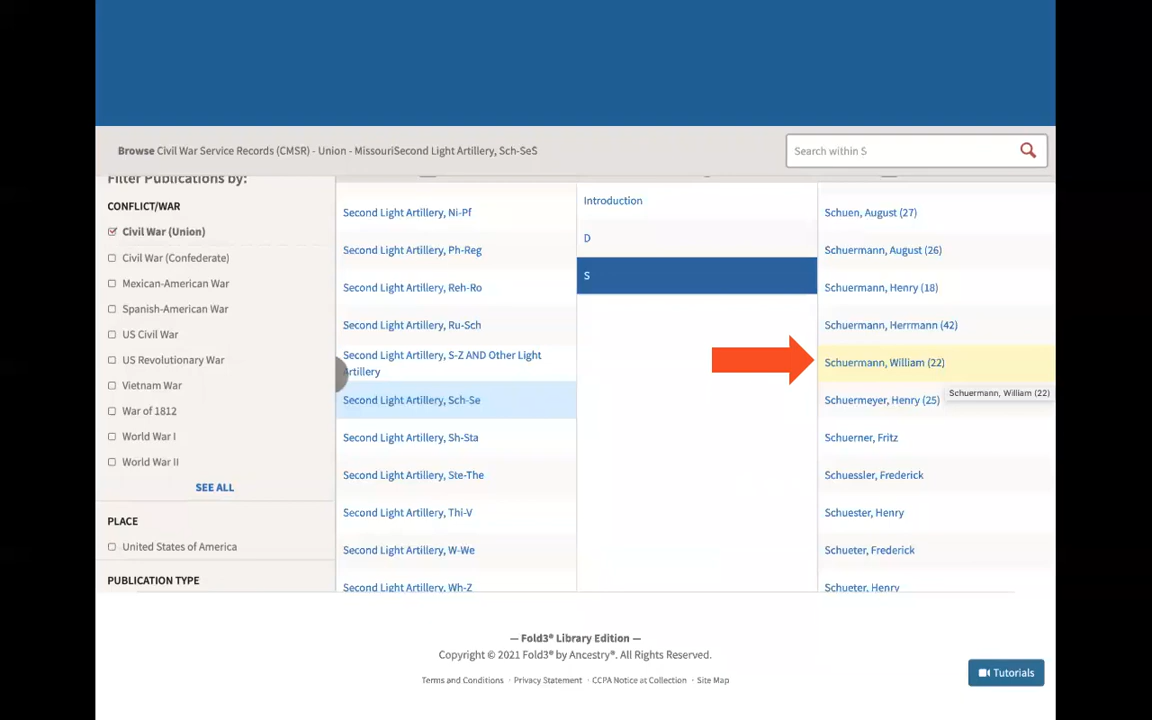 Browse Civil War Service Records (CMSR) - Union - MissouriSecond Light Artillery, Sch-SeS
Search within S
Filter Publications by:
CONFLICT/WAR
Civil War (Union)
Civil War (Confederate)
Mexican-American War
Spanish-American War
US Civil War
US Revolutionary War
Vietnam War
War of 1812
World War I
World War II
SEE ALL
PLACE
United States of America
PUBLICATION TYPE
Second Light Artillery, Ni-Pf
Second Light Artillery, Ph-Reg
Second Light Artillery, Reh-Ro
Second Light Artillery, Ru-Sch
Second Light Artillery, S-Z AND Other Light
Artillery
Second Light Artillery, Sch-Se
Second Light Artillery, Sh-Sta
Second Light Artillery, Ste-The
Second Light Artillery, Thi-V
Second Light Artillery, W-We
Second Light Artillery, Wh-Z
Introduction
D
S
Schuen, August (27)
Schuermann, August (26)
Schuermann, Henry (18)
Schuermann, Herrmann (42)
Schuermann, William (22)
Schuermann, William (22)
Schuermeyer, Henry (25)
Schuerner, Fritz
Schuessler, Frederick
Schuester, Henry
Schueter, Frederick
Schueter, Henry
— Fold3® Library Edition —
Copyright © 2021 Fold3® by Ancestry®. All Rights Reserved.
Terms and Conditions · Privacy Statement · CCPA Notice at Collection · Site Map
Tutorials